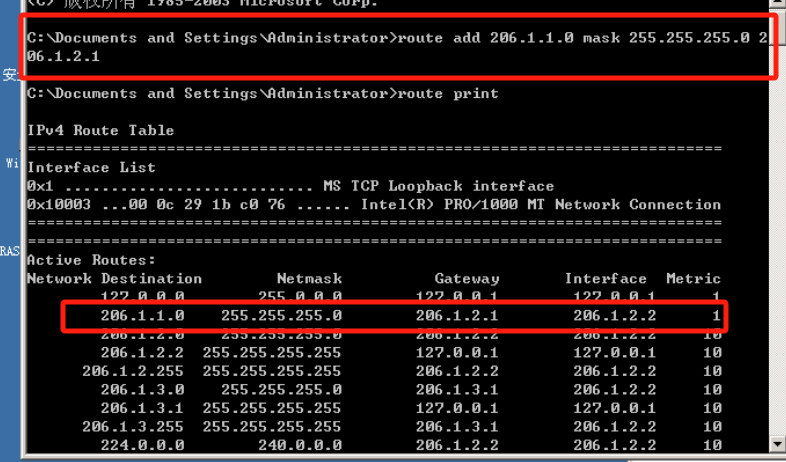 (C) 版权所有 1985-2003 Microsoft Corp.
C:\Documents and Settings\Administrator>route add 206.1.1.0 mask 255.255.255.0 2
06.1.2.1
安
C:\Documents and Settings\Administrator>route print
IPv4 Route Table
===========================================================================
Wi
Interface List
0x1 ........................... MS TCP Loopback interface
0x10003 ...00 0c 29 1b c0 76 ...... Intel(R) PRO/1000 MT Network Connection
===========================================================================
===========================================================================
RAS
Active Routes:
Network Destination        Netmask          Gateway       Interface  Metric
127.0.0.0        255.0.0.0        127.0.0.1       127.0.0.1       1
206.1.1.0    255.255.255.0        206.1.2.1       206.1.2.2       1
206.1.2.0    255.255.255.0        206.1.2.2       206.1.2.2      10
206.1.2.2  255.255.255.255        127.0.0.1       127.0.0.1      10
206.1.2.255  255.255.255.255        206.1.2.2       206.1.2.2      10
206.1.3.0    255.255.255.0        206.1.3.1       206.1.2.2      10
206.1.3.1  255.255.255.255        127.0.0.1       127.0.0.1      10
206.1.3.255  255.255.255.255        206.1.3.1       206.1.2.2      10
224.0.0.0        240.0.0.0        206.1.2.2       206.1.2.2      10